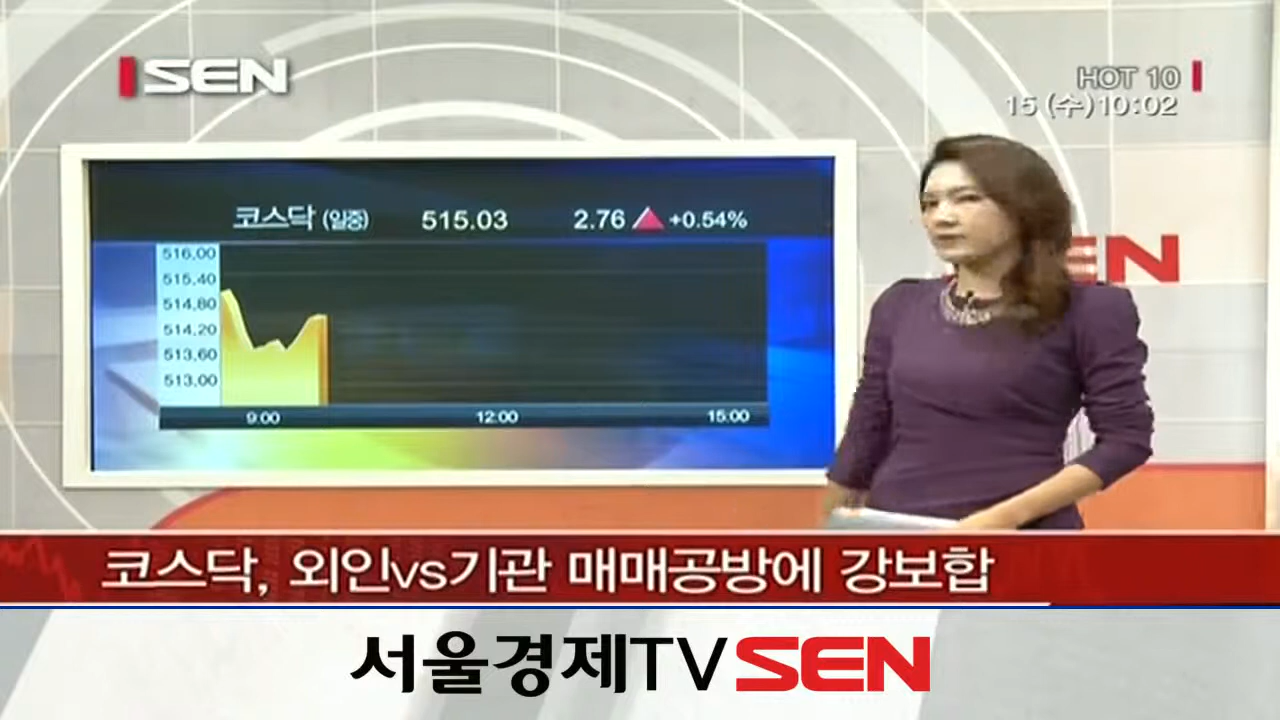 SEN
HOT 10
15 (수)10:02
코스닥 (일중) 515.03 2.76 ▲ +0.54%
516.00
515.40
514.80
514.20
513.60
513.00
9:00 12:00 15:00
EN
코스닥, 외인vs기관 매매공방에 강보합
서울경제TV SEN